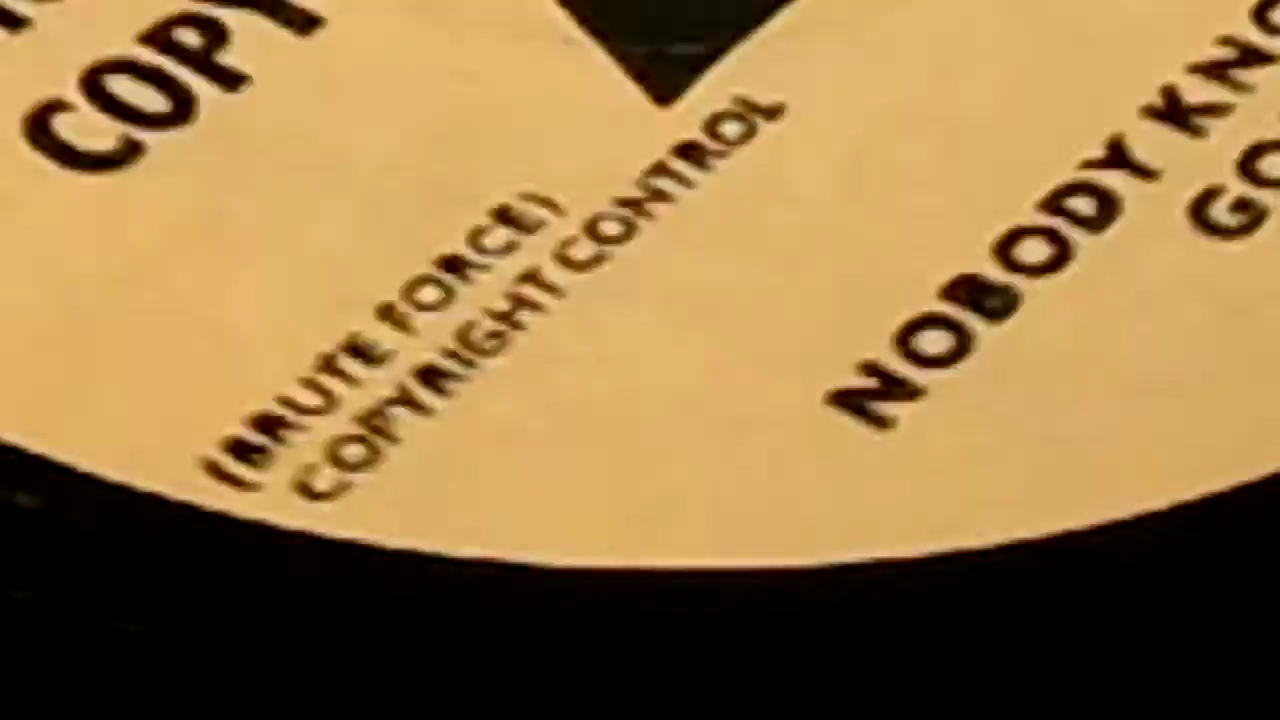 COPY
(BRUTE FORCE)
COPYRIGHT CONTROL
NOBODY KNO
GO